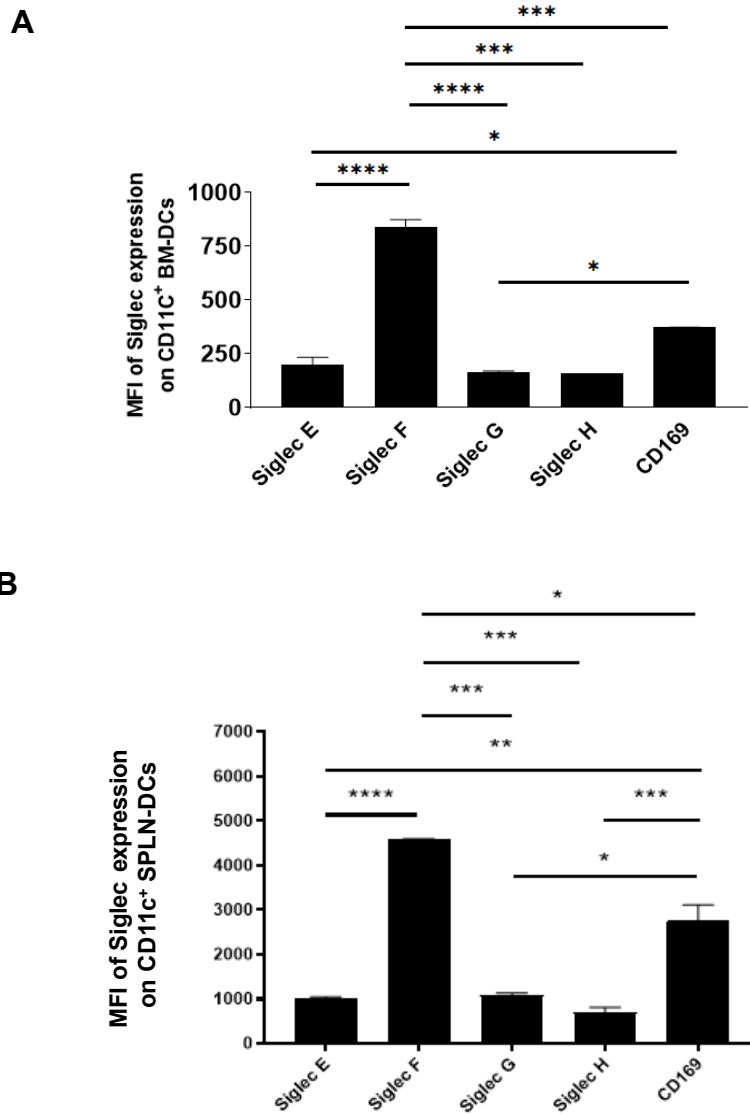 A
***
***
****
*
****
MFI of Siglec expression
on CD11C+ BM-DCs
1000
750
500
250
0
*
Siglec E
Siglec F
Siglec G
Siglec H
CD169
B
*
***
***
**
****
***
*
MFI of Siglec expression
on CD11c+ SPLN-DCs
7000
6000
5000
4000
3000
2000
1000
0
Siglec E
Siglec F
Siglec G
Siglec H
CD169